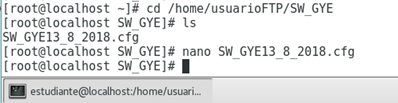 [root@localhost ~]# cd /home/usuarioFTP/SW_GYE
[root@localhost SW_GYE]# ls
SW_GYE13_8_2018.cfg
[root@localhost SW_GYE]# nano SW_GYE13_8_2018.cfg
[root@localhost SW_GYE]#
estudiante@localhost:/home/usuari...